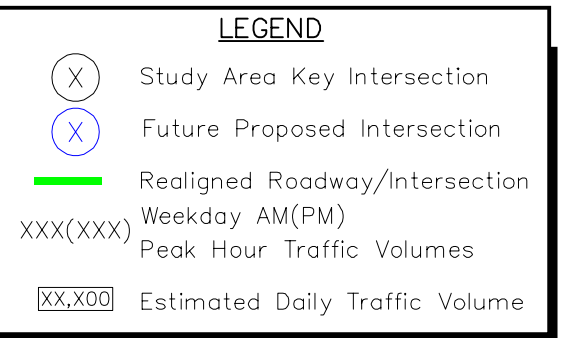 LEGEND
X Study Area Key Intersection
X Future Proposed Intersection
Realigned Roadway/Intersection
XXX(XXX) Weekday AM(PM)
Peak Hour Traffic Volumes
XX,X00 Estimated Daily Traffic Volume